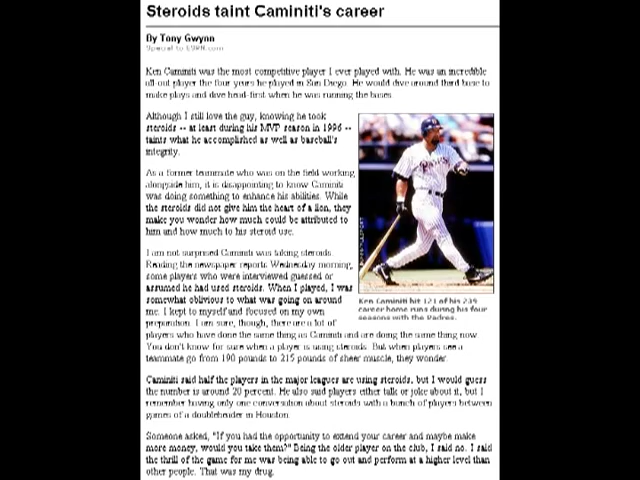 Steroids taint Caminiti's career
By Tony Gwynn
Special to ESPN.com
Ken Caminiti was the most competitive player I ever played with. He was an incredible
all-out player the four years he played in San Diego. He would dive around third base to
make plays and dive head-first when he was running the bases.
Although I still love the guy, knowing he took
steroids -- at least during his MVP season in 1996 --
taints what he accomplished as well as baseball's
integrity.
As a former teammate who was on the field working
alongside him, it is disappointing to know Caminiti
was doing something to enhance his abilities. While
the steroids did not give him the heart of a lion, they
make you wonder how much could be attributed to
him and how much to his steroid use.
I am not surprised Caminiti was taking steroids.
Reading the newspaper reports Wednesday morning,
some players who were interviewed guessed or
assumed he had used steroids. When I played, I was
somewhat oblivious to what was going on around
me. I kept to myself and focused on my own
preparation. I am sure, though, there are a lot of
players who have done the same thing as Caminiti and are doing the same thing now.
You don't know for sure when a player is using steroids. But when players see a
teammate go from 190 pounds to 215 pounds of sheer muscle, they wonder.
Caminiti said half the players in the major leagues are using steroids, but I would guess
the number is around 20 percent. He also said players either talk or joke about it, but I
remember having only one conversation about steroids with a bunch of players between
games of a doubleheader in Houston.
Someone asked, "If you had the opportunity to extend your career and maybe make
more money, would you take them?" Being the older player on the club, I said no. I said
the thrill of the game for me was being able to go out and perform at a higher level than
other people. That was my drug.
Padres
Ken Caminiti hit 121 of his 239
career home runs during his four
seasons with the Padres.